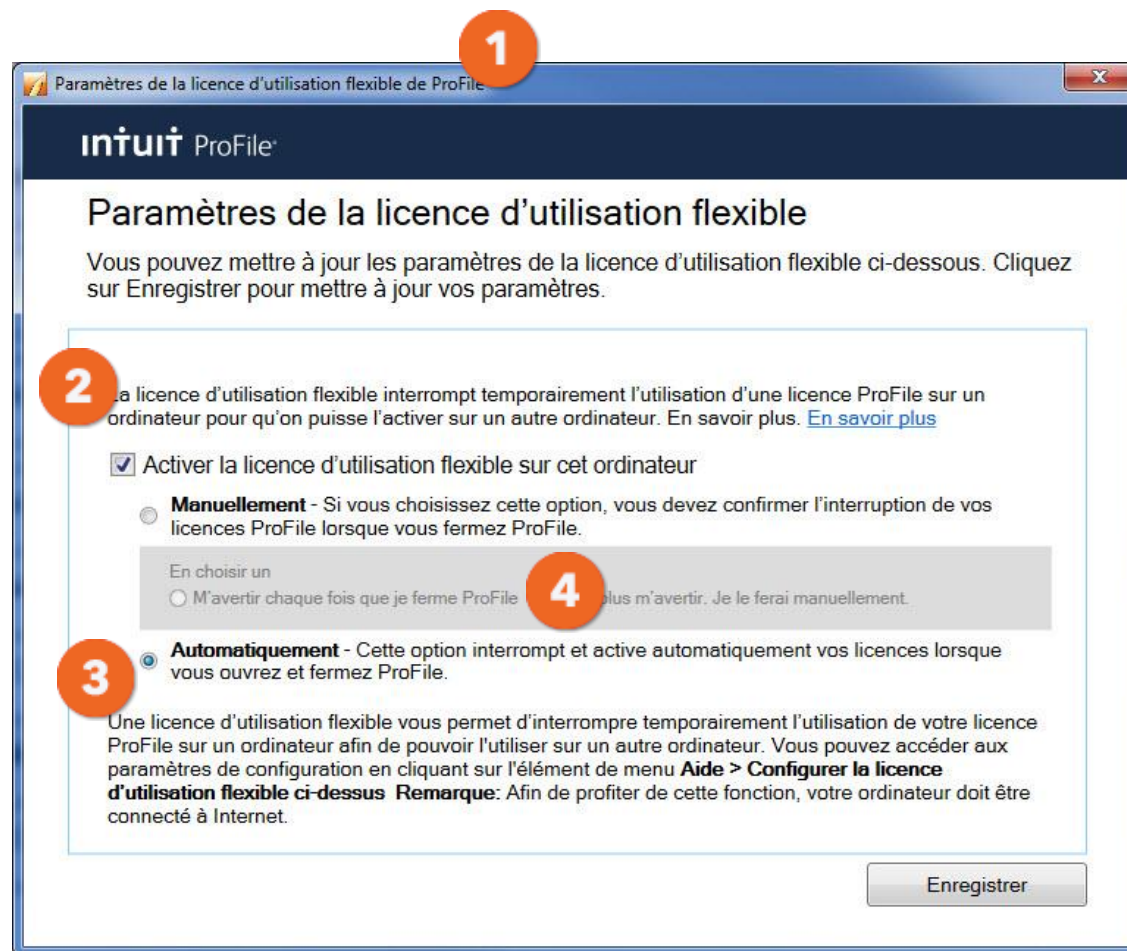 1
Paramètres de la licence d'utilisation flexible de ProFile
ıntuıt ProFile
Paramètres de la licence d'utilisation flexible
Vous pouvez mettre à jour les paramètres de la licence d'utilisation flexible ci-dessous. Cliquez
sur Enregistrer pour mettre à jour vos paramètres.
2
La licence d'utilisation flexible interrompt temporairement l'utilisation d'une licence ProFile sur un
ordinateur pour qu'on puisse l'activer sur un autre ordinateur. En savoir plus. En savoir plus
Activer la licence d'utilisation flexible sur cet ordinateur
Manuellement - Si vous choisissez cette option, vous devez confirmer l'interruption de vos
licences ProFile lorsque vous fermez ProFile.
En choisir un
M'avertir chaque fois que je ferme ProFile 4 plus m'avertir. Je le ferai manuellement.
3
Automatiquement - Cette option interrompt et active automatiquement vos licences lorsque
vous ouvrez et fermez ProFile.
Une licence d'utilisation flexible vous permet d'interrompre temporairement l'utilisation de votre licence
ProFile sur un ordinateur afin de pouvoir l'utiliser sur un autre ordinateur. Vous pouvez accéder aux
paramètres de configuration en cliquant sur l'élément de menu Aide > Configurer la licence
d'utilisation flexible ci-dessus Remarque: Afin de profiter de cette fonction, votre ordinateur doit être
connecté à Internet.
Enregistrer